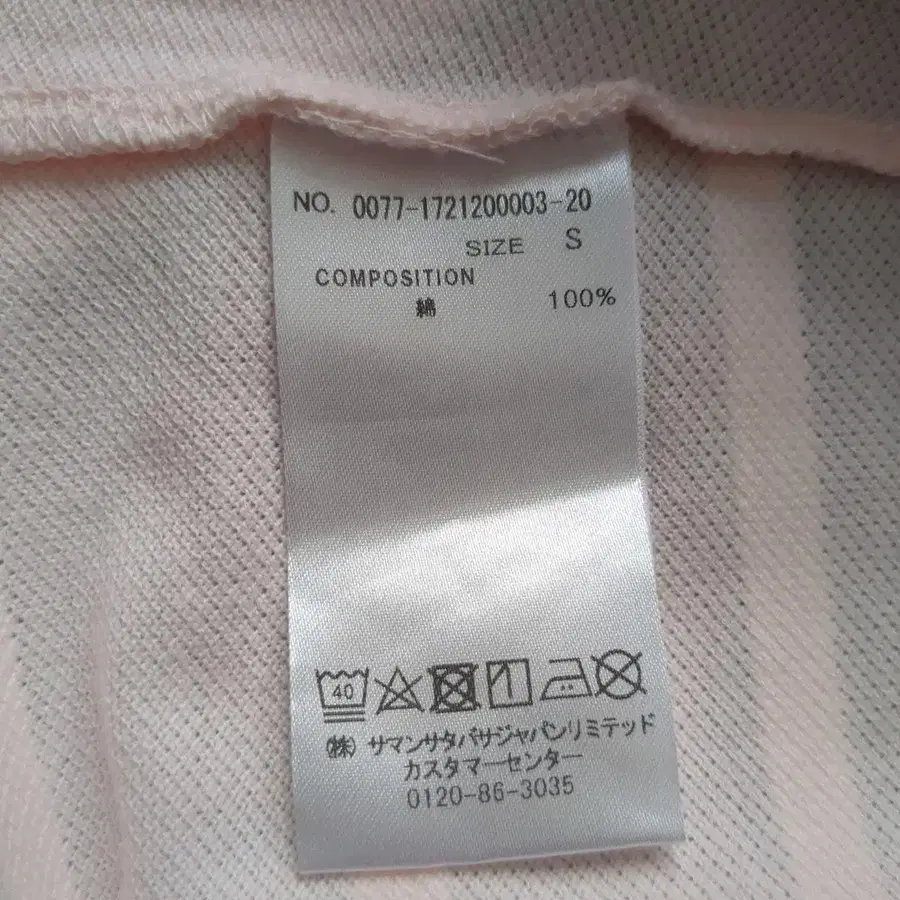 NO. 0077-1721200003-20
SIZE S
COMPOSITION
綿 100%
40
(株) サマンサタバサジャパンリミテッド
カスタマーセンター
0120-86-3035